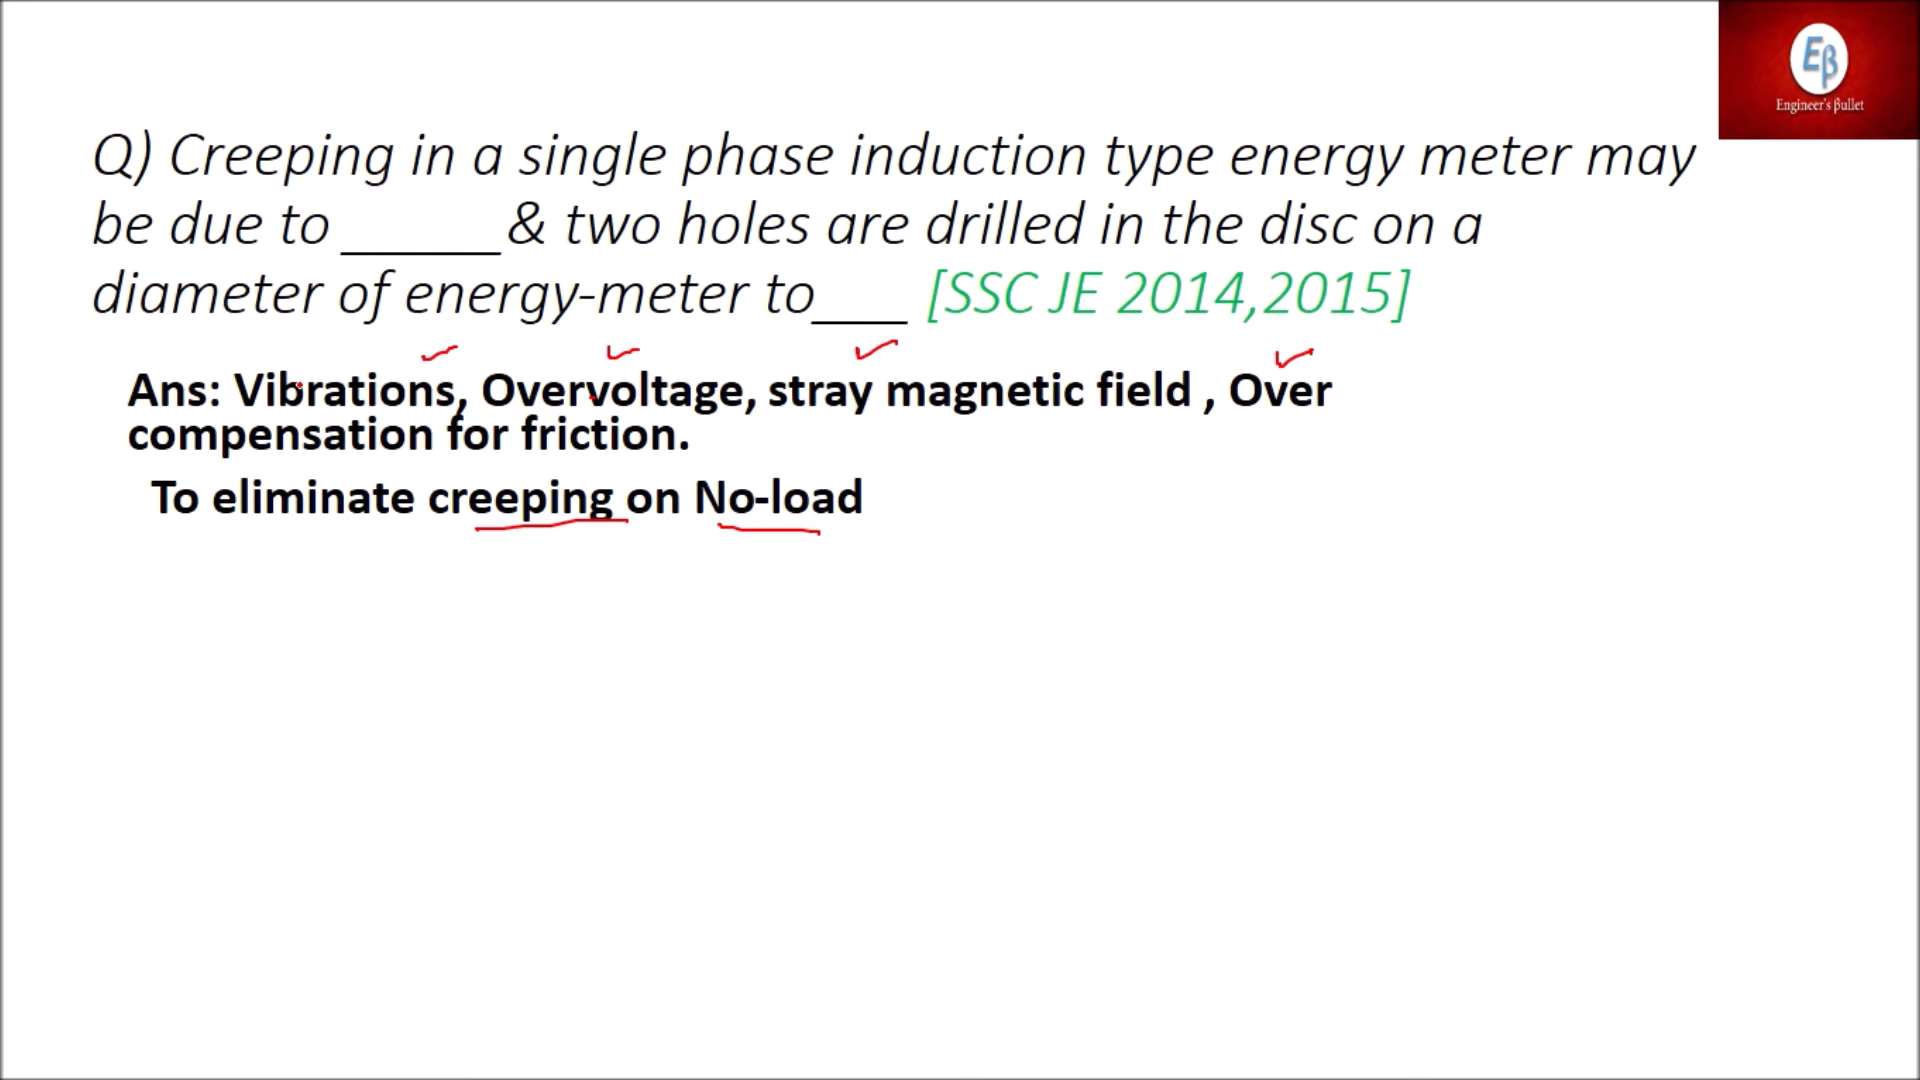 Eβ
Engineer's βullet
Q) Creeping in a single phase induction type energy meter may
be due to ______& two holes are drilled in the disc on a
diameter of energy-meter to____ [SSC JE 2014,2015]
Ans: Vibrations, Overvoltage, stray magnetic field , Over
compensation for friction.
To eliminate creeping on No-load